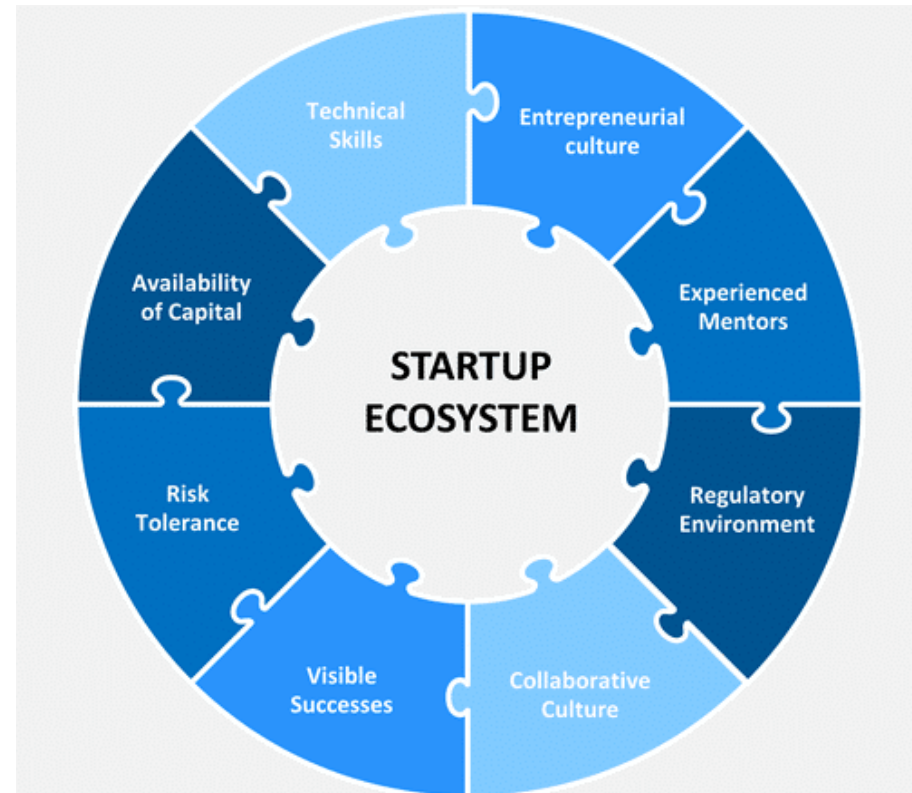 Technical
Skills
Entrepreneurial
culture
Availability
of Capital
Experienced
Mentors
STARTUP
ECOSYSTEM
Risk
Tolerance
Regulatory
Environment
Visible
Successes
Collaborative
Culture